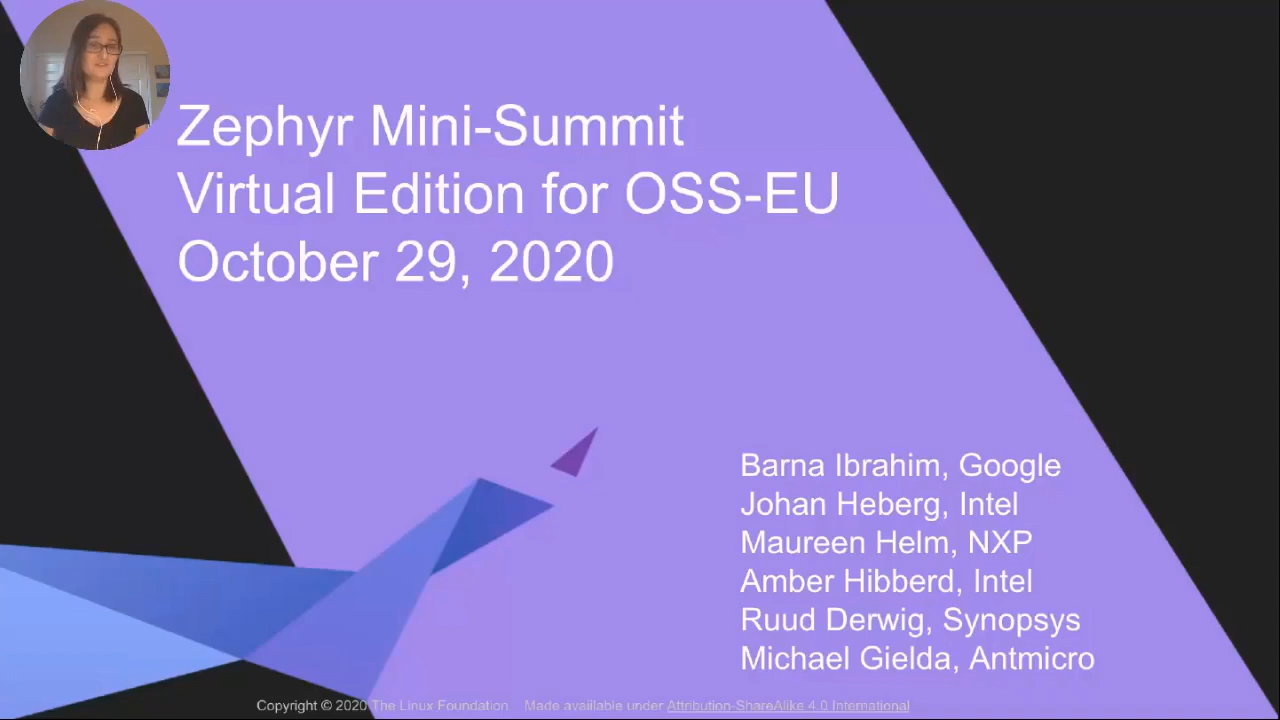 Zephyr Mini-Summit
Virtual Edition for OSS-EU
October 29, 2020
Barna Ibrahim, Google
Johan Heberg, Intel
Maureen Helm, NXP
Amber Hibberd, Intel
Ruud Derwig, Synopsys
Michael Gielda, Antmicro
Copyright © 2020 The Linux Foundation Made avaiilable under Attribution-ShareAlike 4.0 International